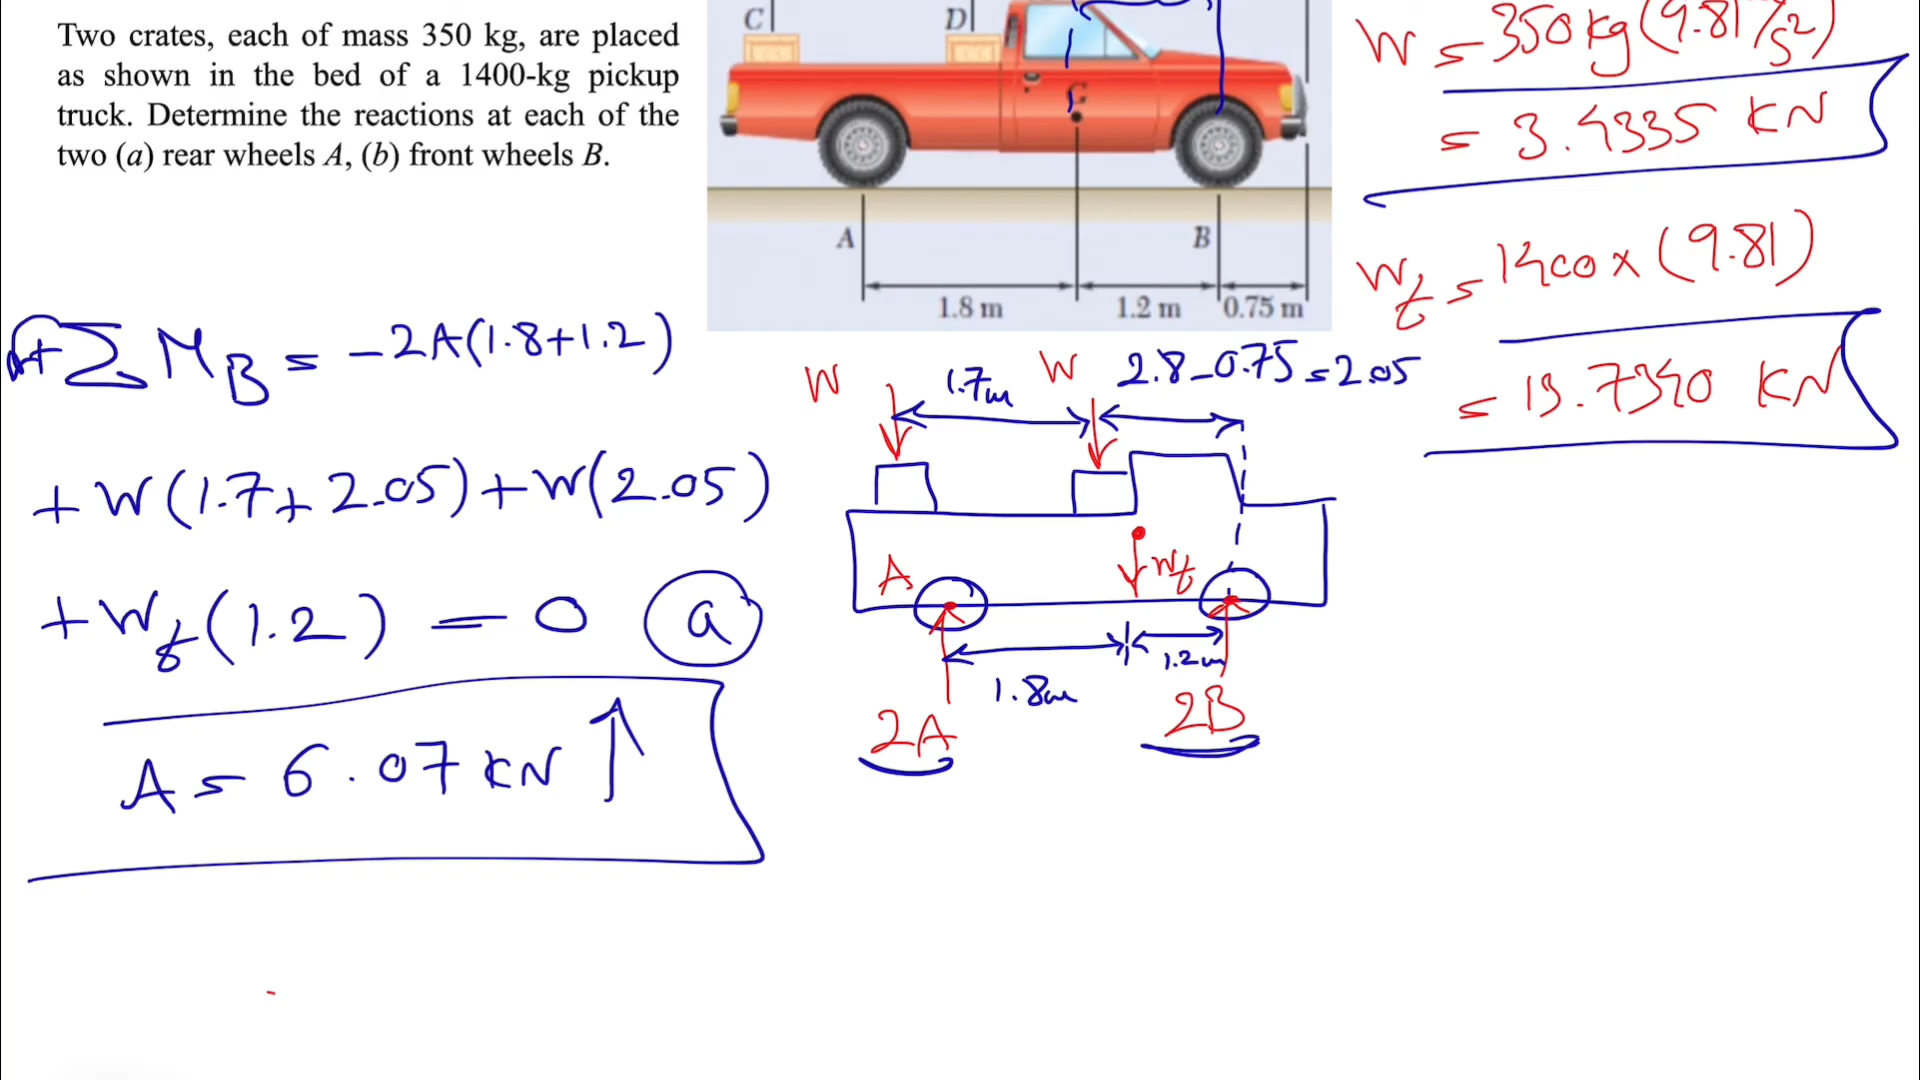 Two crates, each of mass 350 kg, are placed
as shown in the bed of a 1400-kg pickup
truck. Determine the reactions at each of the
two (a) rear wheels A, (b) front wheels B.
C
D
G
A
B
1.8 m
1.2 m
0.75 m
W = 350 kg (9.81 m/s²)
= 3.4335 KN
Wt = 1400 x (9.81)
= 13.7340 KN
+ΣMB = -2A(1.8+1.2)
+ W(1.7+2.05)+W(2.05)
+Wt(1.2) = 0
a
A = 6.07 KN ↑
W
1.7m
W
2.8-0.75=2.05
A
Wt
1.8m
1.2m
2A
2B